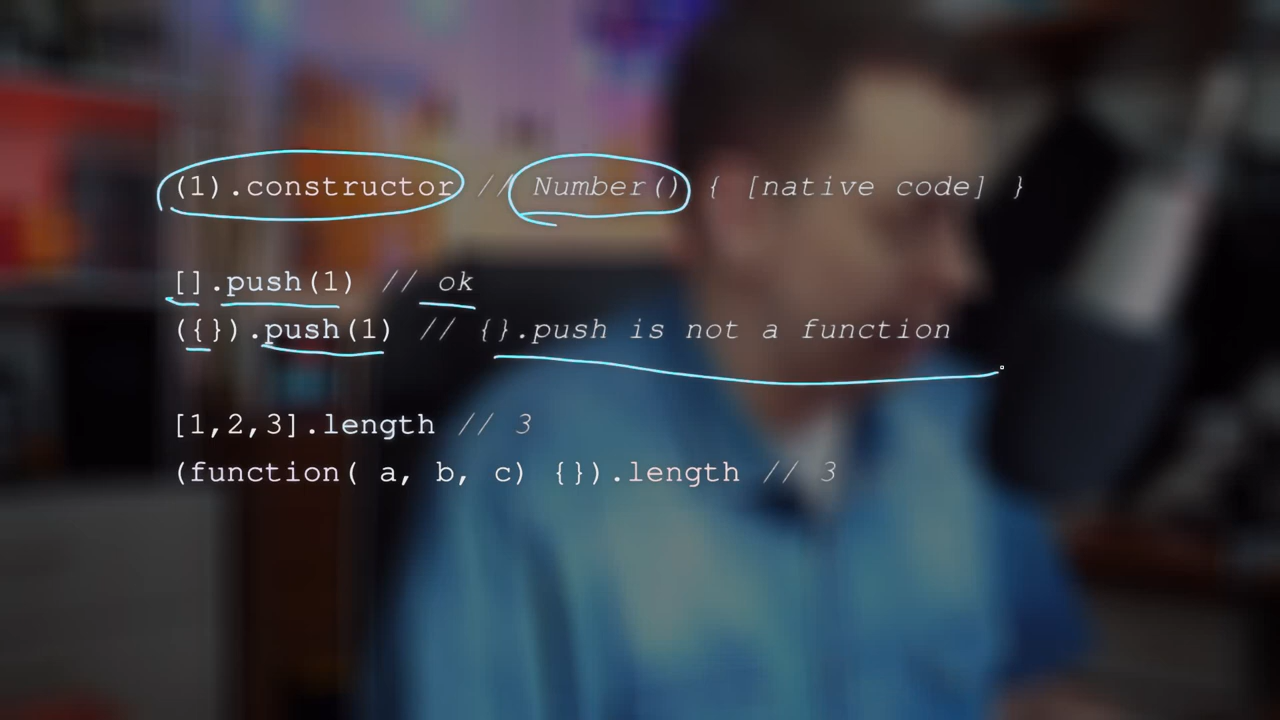 (1).constructor // Number() { [native code] }
[].push(1) // ok
({}).push(1) // {}.push is not a function
[1,2,3].length // 3
(function( a, b, c) {}).length // 3